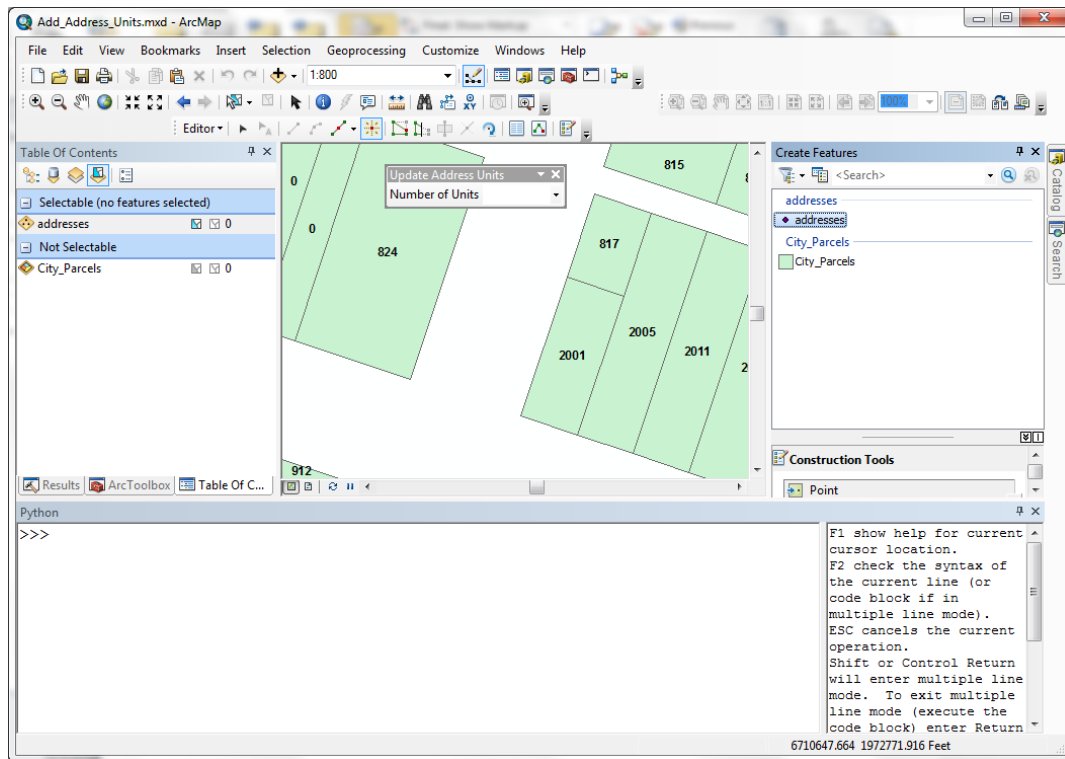 Add_Address_Units.mxd - ArcMap
File Edit View Bookmarks Insert Selection Geoprocessing Customize Windows Help
1:800
100%
Editor
Table Of Contents
Selectable (no features selected)
addresses 0
Not Selectable
City_Parcels 0
Results ArcToolbox Table Of C...
Update Address Units
Number of Units
0
0
824
815
817
2001
2005
2011
2
912
Create Features
<Search>
addresses
addresses
City_Parcels
City_Parcels
Construction Tools
Point
Catalog
Search
Python
>>>
F1 show help for current
cursor location.
F2 check the syntax of
the current line (or
code block if in
multiple line mode).
ESC cancels the current
operation.
Shift or Control Return
will enter multiple line
mode. To exit multiple
line mode (execute the
code block) enter Return
6710647.664 1972771.916 Feet